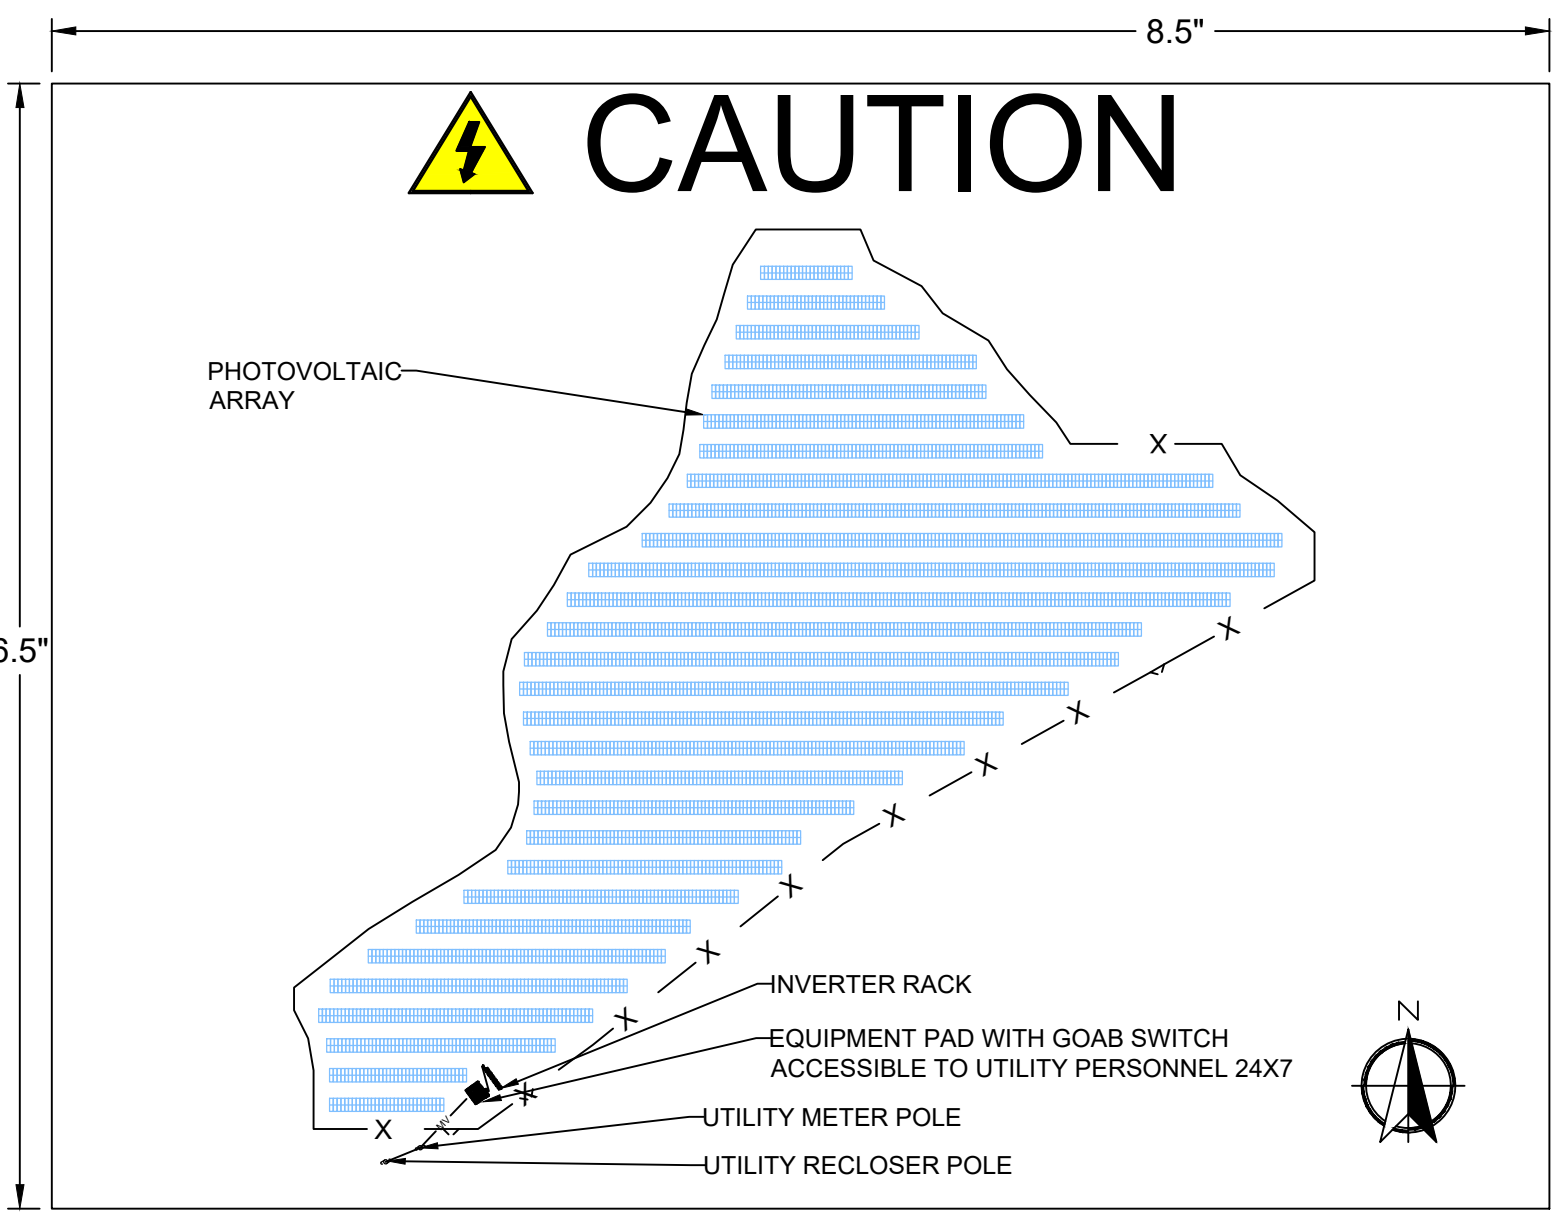 8.5"
CAUTION
PHOTOVOLTAIC
ARRAY
X
6.5"
X
X
X
X
X
X
INVERTER RACK
X
EQUIPMENT PAD WITH GOAB SWITCH
ACCESSIBLE TO UTILITY PERSONNEL 24X7
N
X
UTILITY METER POLE
MV
X
UTILITY RECLOSER POLE